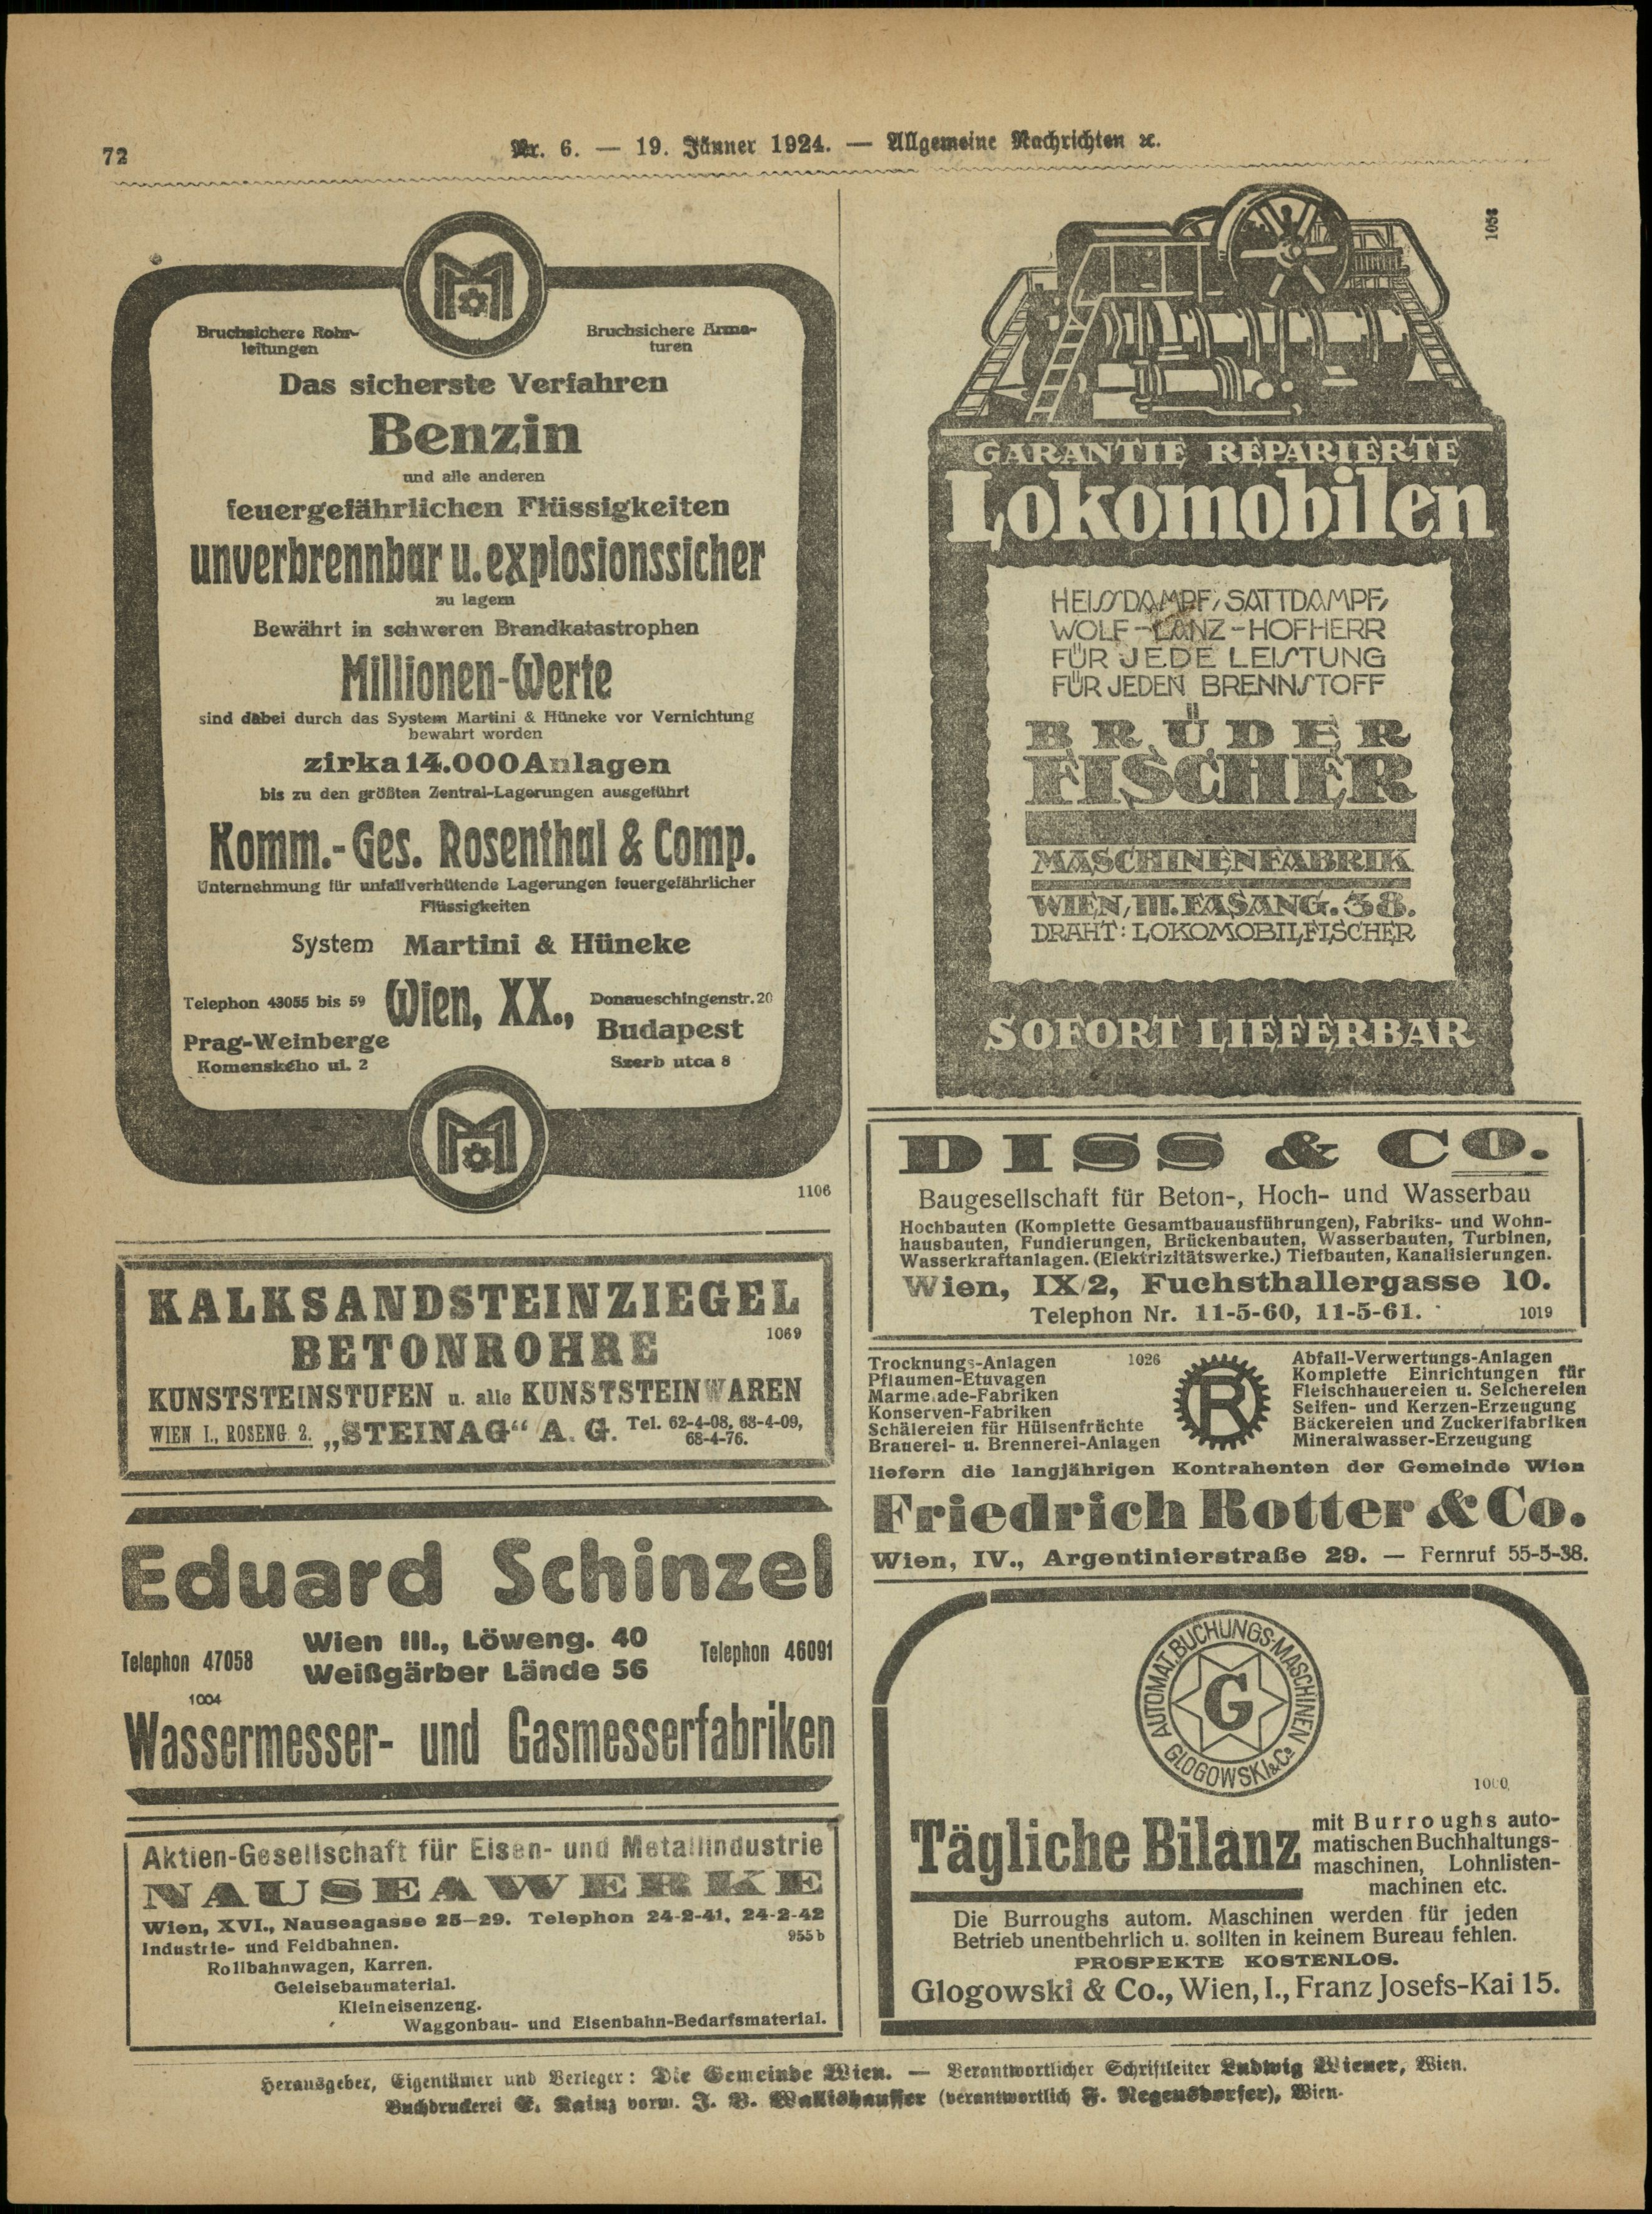 72
Nr. 6. — 19. Jänner 1924. — Allgemeine Nachrichten ꝛc.
Bruchsichere Rohr-
leitungen
Bruchsichere Arma-
turen
Das sicherste Verfahren
Benzin
und alle anderen
feuergefährlichen Flüssigkeiten
unverbrennbar u. explosionssicher
zu lagern
Bewährt in schweren Brandkatastrophen
Millionen-Werte
sind dabei durch das System Martini & Hüneke vor Vernichtung
bewahrt worden
zirka 14.000 Anlagen
bis zu den größten Zentral-Lagerungen ausgeführt
Komm.-Ges. Rosenthal & Comp.
Unternehmung für unfallverhütende Lagerungen feuergefährlicher
Flüssigkeiten
System Martini & Hüneke
Telephon 43055 bis 59 Wien, XX., Donaueschingenstr. 20
Prag-Weinberge
Komenského ul. 2
Budapest
Szerb utca 8
1106
KALKSANDSTEINZIEGEL
BETONROHRE 1069
KUNSTSTEINSTUFEN u. alle KUNSTSTEINWAREN
WIEN I., ROSENG. 2. „STEINAG“ A. G. Tel. 62-4-08, 68-4-09,
68-4-76.
Eduard Schinzel
Telephon 47058
Wien III., Löweng. 40
Weißgärber Lände 56
Telephon 46091
1004
Wassermesser- und Gasmesserfabriken
Aktien-Gesellschaft für Eisen- und Metallindustrie
NAUSEAWERKE
Wien, XVI., Nauseagasse 25—29. Telephon 24-2-41, 24-2-42
955 b
Industrie- und Feldbahnen.
Rollbahnwagen, Karren.
Geleisebaumaterial.
Kleineisenzeug.
Waggonbau- und Eisenbahn-Bedarfsmaterial.
1058
GARANTIE REPARIERTE
Lokomobilen
HEISSDAMPF, SATTDAMPF,
WOLF-LANZ-HOFHERR
FÜR JEDE LEISTUNG
FÜR JEDEN BRENNSTOFF
BRÜDER
FISCHER
MASCHINENFABRIK
WIEN, III. FASANG. 38.
DRAHT: LOKOMOBILFISCHER
SOFORT LIEFERBAR
DISS & CO.
Baugesellschaft für Beton-, Hoch- und Wasserbau
Hochbauten (Komplette Gesamtbauausführungen), Fabriks- und Wohn-
hausbauten, Fundierungen, Brückenbauten, Wasserbauten, Turbinen,
Wasserkraftanlagen. (Elektrizitätswerke.) Tiefbauten, Kanalisierungen.
Wien, IX/2, Fuchsthallergasse 10.
Telephon Nr. 11-5-60, 11-5-61. 1019
Trocknungs-Anlagen
Pflaumen-Etuvagen
Marmelade-Fabriken
Konserven-Fabriken
Schälereien für Hülsenfrüchte
Brauerei- u. Brennerei-Anlagen
1026
R
Abfall-Verwertungs-Anlagen
Komplette Einrichtungen für
Fleischhauereien u. Selchereien
Seifen- und Kerzen-Erzeugung
Bäckereien und Zuckerlfabriken
Mineralwasser-Erzeugung
liefern die langjährigen Kontrahenten der Gemeinde Wien
Friedrich Rotter & Co.
Wien, IV., Argentinierstraße 29. — Fernruf 55-5-38.
AUTOMAT. BUCHUNGS-MASCHINEN
G
GLOGOWSKI & Co
Tägliche Bilanz
mit Burroughs auto-
matischen Buchhaltungs-
maschinen, Lohnlisten-
machinen etc.
Die Burroughs autom. Maschinen werden für jeden
Betrieb unentbehrlich u. sollten in keinem Bureau fehlen.
PROSPEKTE KOSTENLOS.
Glogowski & Co., Wien, I., Franz Josefs-Kai 15.
Herausgeber, Eigentümer und Verleger: Die Gemeinde Wien. — Verantwortlicher Schriftleiter Ludwig Wiener, Wien.
Buchdruckerei E. Kainz vorm. J. B. Wallishausser (verantwortlich F. Regensdorfer), Wien.